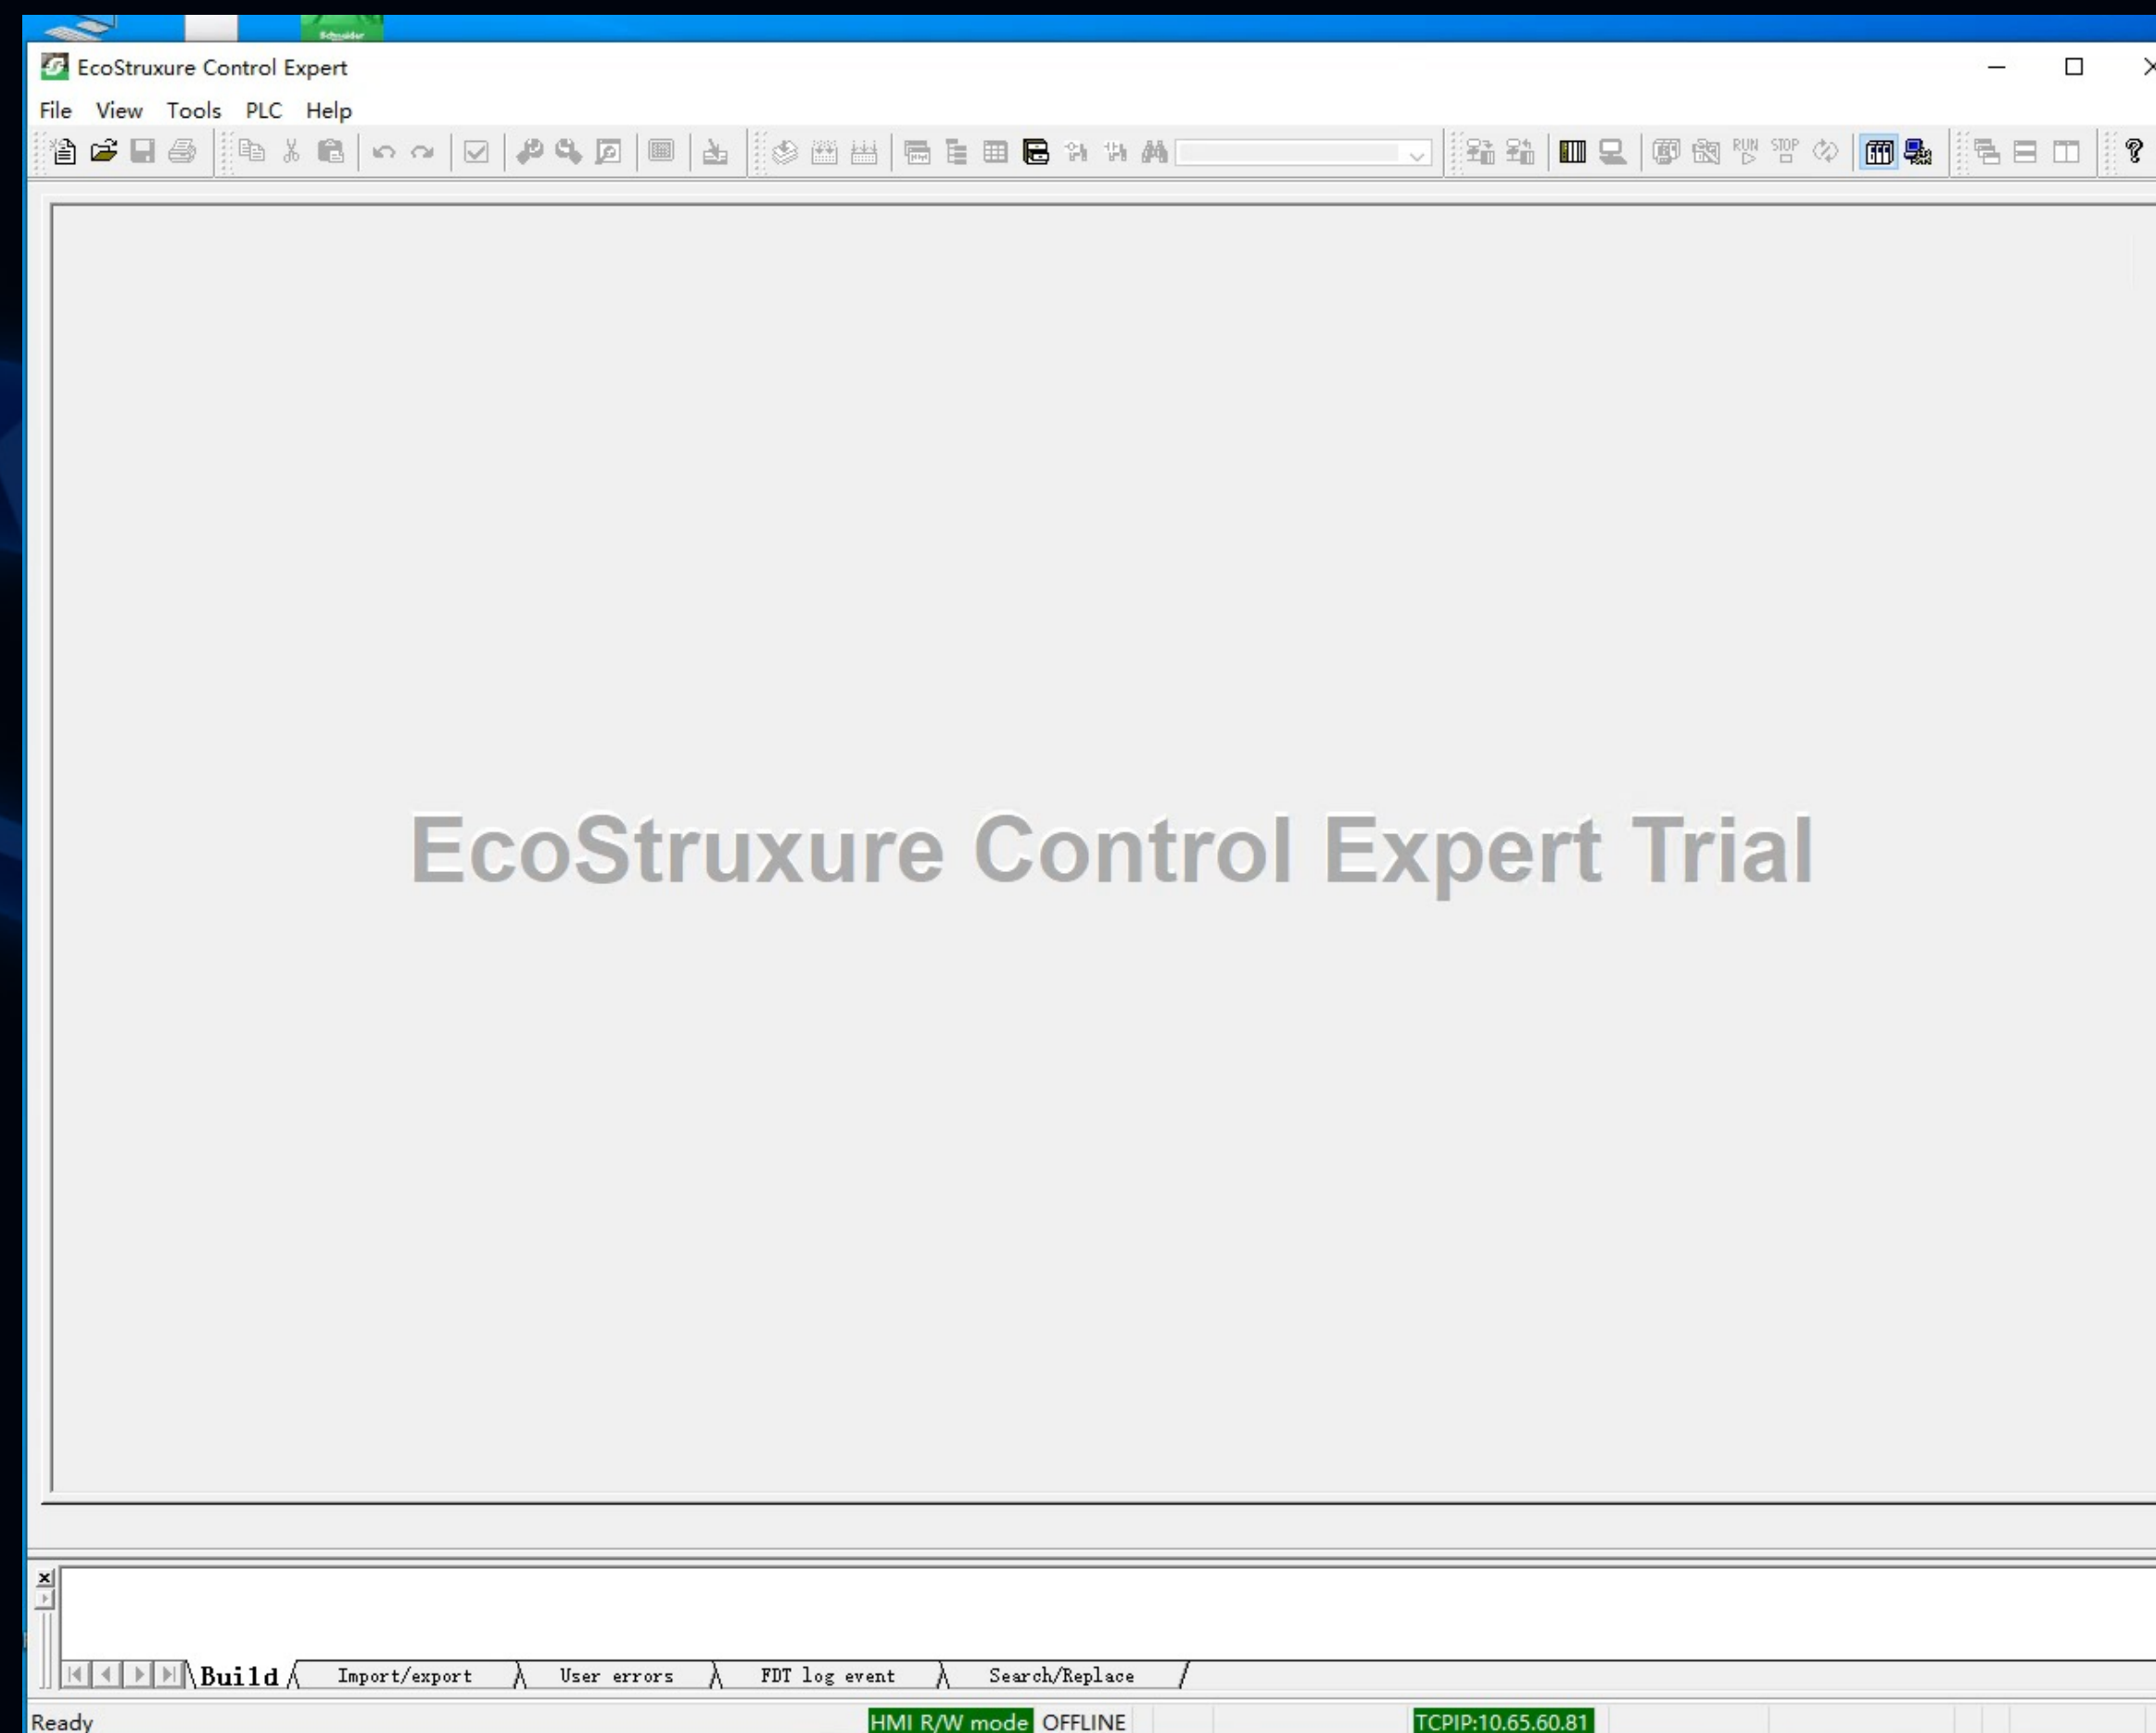 Schneider
EcoStruxure Control Expert
File View Tools PLC Help
RUN STOP
EcoStruxure Control Expert Trial
Build Import/export User errors FDT log event Search/Replace
Ready HMI R/W mode OFFLINE TCPIP:10.65.60.81